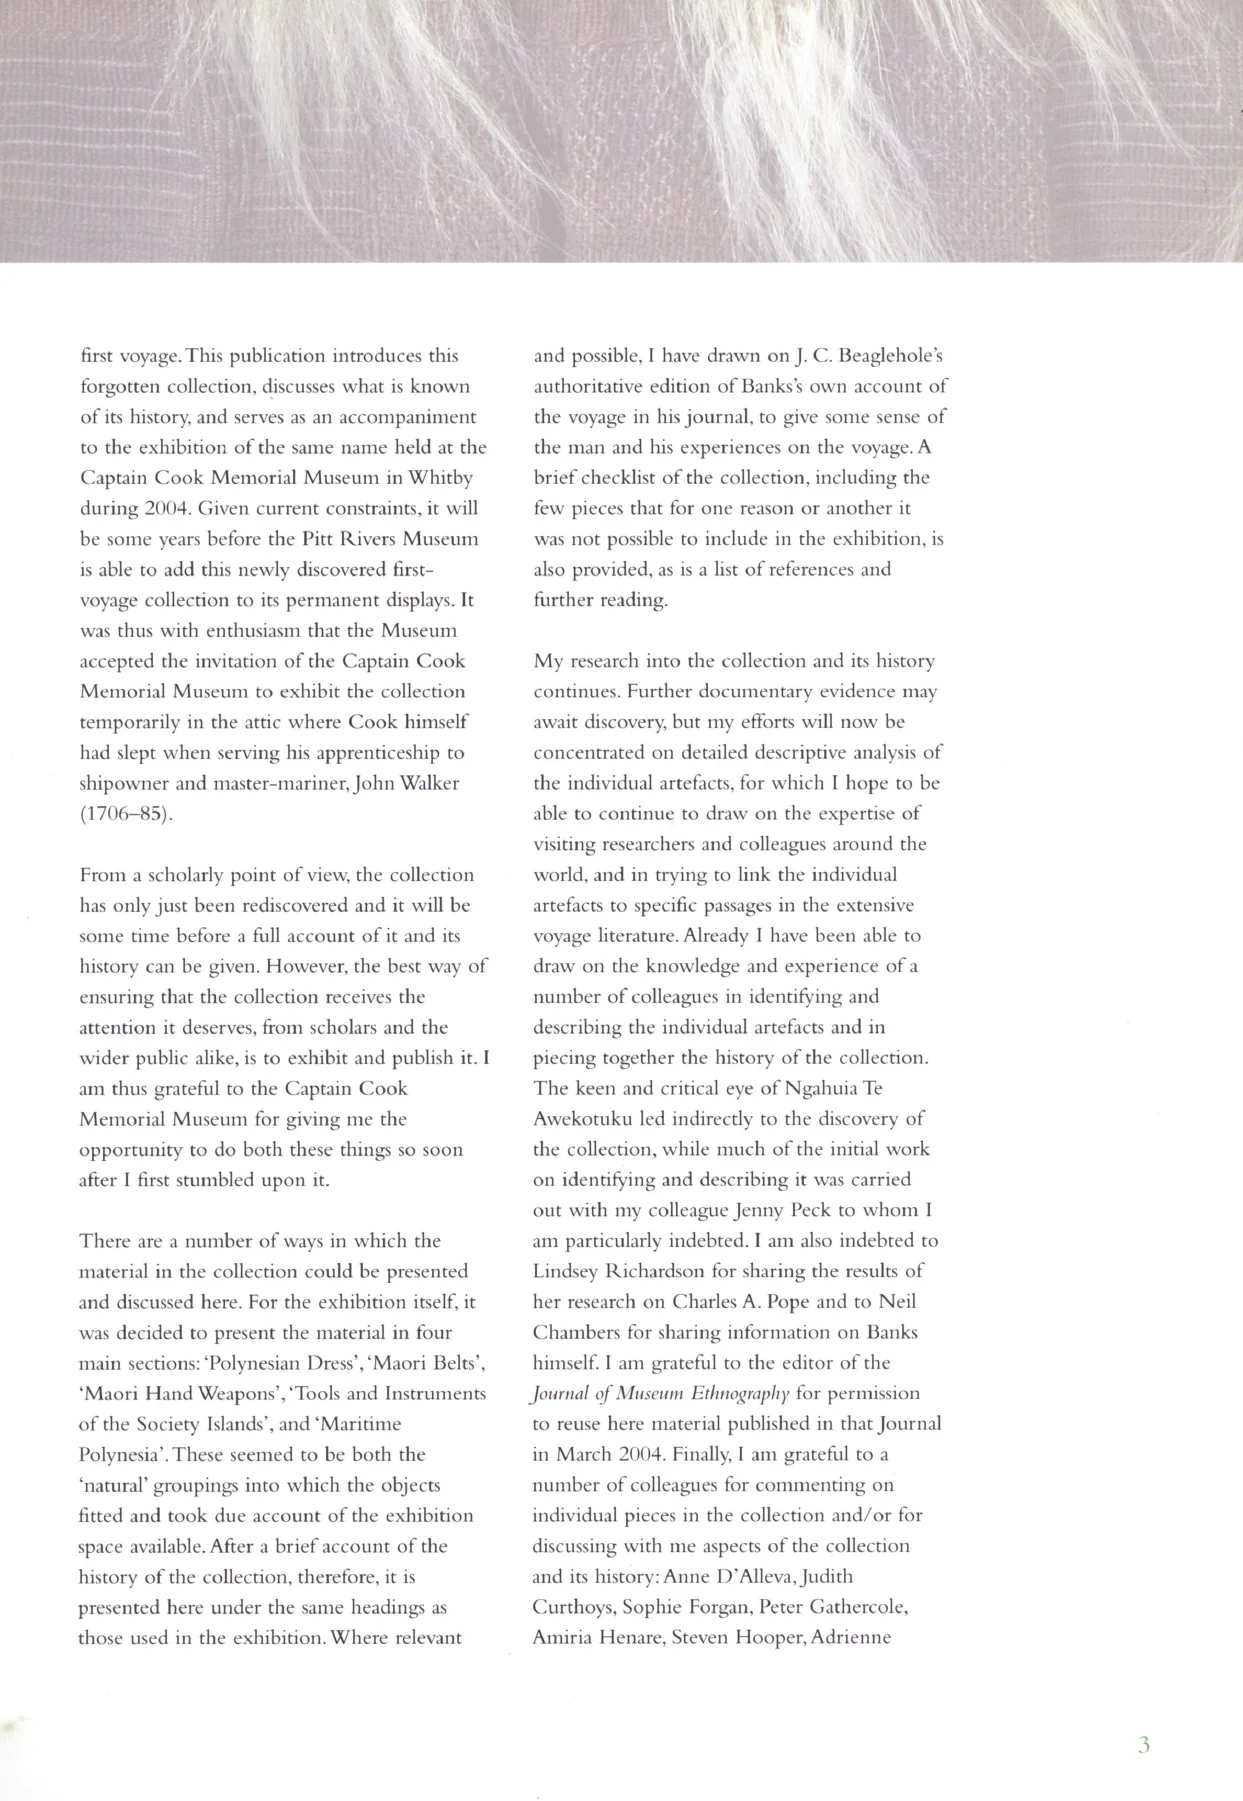 first voyage. This publication introduces this
forgotten collection, discusses what is known
of its history, and serves as an accompaniment
to the exhibition of the same name held at the
Captain Cook Memorial Museum in Whitby
during 2004. Given current constraints, it will
be some years before the Pitt Rivers Museum
is able to add this newly discovered first-
voyage collection to its permanent displays. It
was thus with enthusiasm that the Museum
accepted the invitation of the Captain Cook
Memorial Museum to exhibit the collection
temporarily in the attic where Cook himself
had slept when serving his apprenticeship to
shipowner and master-mariner, John Walker
(1706–85).
From a scholarly point of view, the collection
has only just been rediscovered and it will be
some time before a full account of it and its
history can be given. However, the best way of
ensuring that the collection receives the
attention it deserves, from scholars and the
wider public alike, is to exhibit and publish it. I
am thus grateful to the Captain Cook
Memorial Museum for giving me the
opportunity to do both these things so soon
after I first stumbled upon it.
There are a number of ways in which the
material in the collection could be presented
and discussed here. For the exhibition itself, it
was decided to present the material in four
main sections: ‘Polynesian Dress’, ‘Maori Belts’,
‘Maori Hand Weapons’, ‘Tools and Instruments
of the Society Islands’, and ‘Maritime
Polynesia’. These seemed to be both the
‘natural’ groupings into which the objects
fitted and took due account of the exhibition
space available. After a brief account of the
history of the collection, therefore, it is
presented here under the same headings as
those used in the exhibition. Where relevant
and possible, I have drawn on J. C. Beaglehole’s
authoritative edition of Banks’s own account of
the voyage in his journal, to give some sense of
the man and his experiences on the voyage. A
brief checklist of the collection, including the
few pieces that for one reason or another it
was not possible to include in the exhibition, is
also provided, as is a list of references and
further reading.
My research into the collection and its history
continues. Further documentary evidence may
await discovery, but my efforts will now be
concentrated on detailed descriptive analysis of
the individual artefacts, for which I hope to be
able to continue to draw on the expertise of
visiting researchers and colleagues around the
world, and in trying to link the individual
artefacts to specific passages in the extensive
voyage literature. Already I have been able to
draw on the knowledge and experience of a
number of colleagues in identifying and
describing the individual artefacts and in
piecing together the history of the collection.
The keen and critical eye of Ngahuia Te
Awekotuku led indirectly to the discovery of
the collection, while much of the initial work
on identifying and describing it was carried
out with my colleague Jenny Peck to whom I
am particularly indebted. I am also indebted to
Lindsey Richardson for sharing the results of
her research on Charles A. Pope and to Neil
Chambers for sharing information on Banks
himself. I am grateful to the editor of the
Journal of Museum Ethnography for permission
to reuse here material published in that Journal
in March 2004. Finally, I am grateful to a
number of colleagues for commenting on
individual pieces in the collection and/or for
discussing with me aspects of the collection
and its history: Anne D’Alleva, Judith
Curthoys, Sophie Forgan, Peter Gathercole,
Amiria Henare, Steven Hooper, Adrienne
3